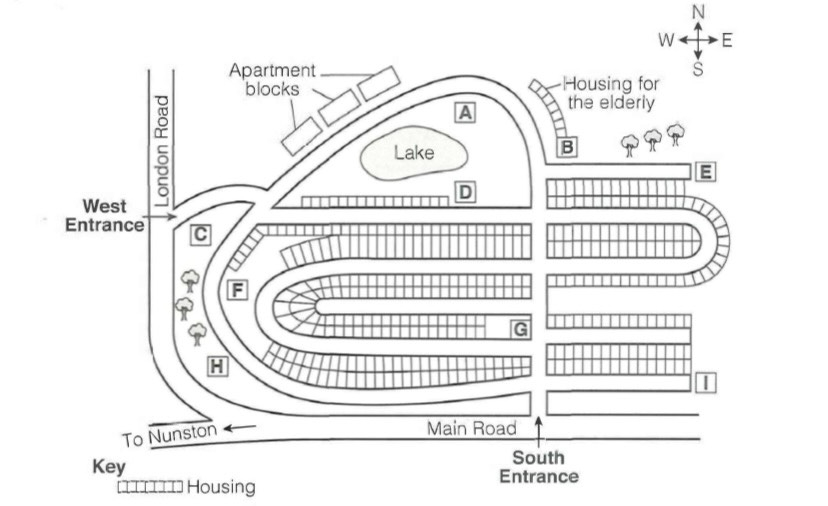 N
W E
S
Apartment
blocks
Housing for
the elderly
London Road
A
B
Lake
E
D
West
Entrance
C
F
G
H
I
To Nunston
Main Road
South
Entrance
Key
Housing